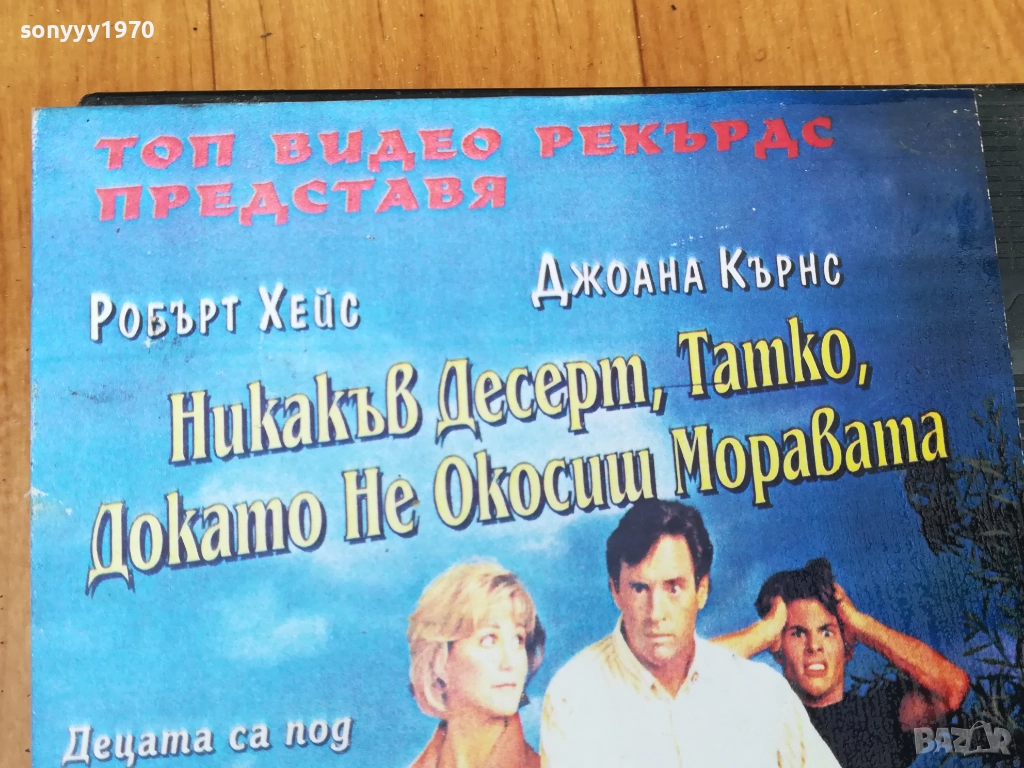 sonyyy1970
ТОП ВИДЕО РЕКЪРДС
ПРЕДСТАВЯ
РОБЪРТ ХЕЙС
ДЖОАНА КЪРНС
Никакъв Десерт, Татко,
Докато Не Окосиш Моравата
Децата са под
BAZAR